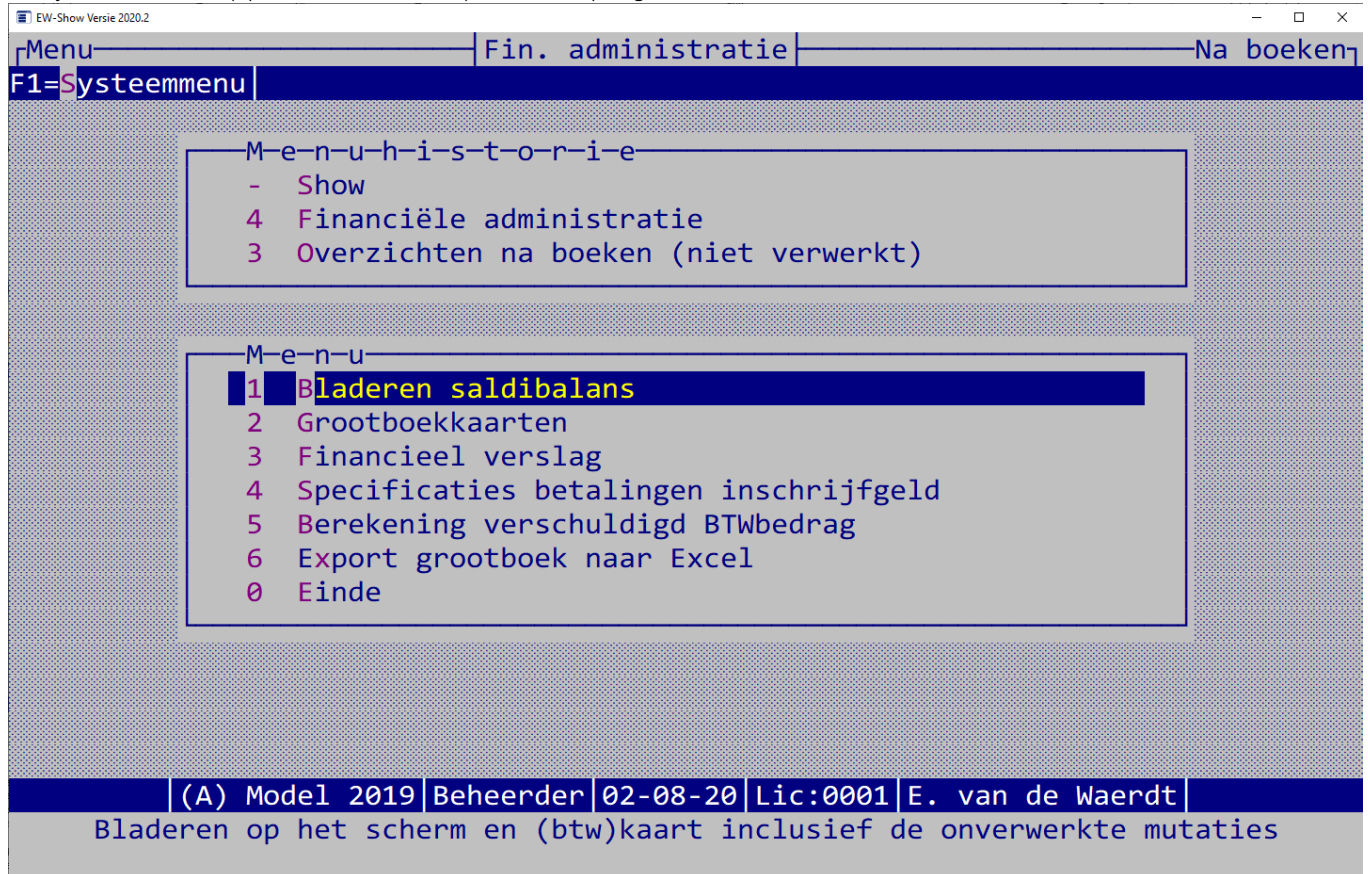 EW-Show Versie 2020.2
Menu Fin. administratie Na boeken
F1=Systeemmenu
M-e-n-u-h-i-s-t-o-r-i-e
- Show
4 Financiële administratie
3 Overzichten na boeken (niet verwerkt)
M-e-n-u
1 Bladeren saldibalans
2 Grootboekkaarten
3 Financieel verslag
4 Specificaties betalingen inschrijfgeld
5 Berekening verschuldigd BTWbedrag
6 Export grootboek naar Excel
0 Einde
(A) Model 2019|Beheerder|02-08-20|Lic:0001|E. van de Waerdt|
Bladeren op het scherm en (btw)kaart inclusief de onverwerkte mutaties